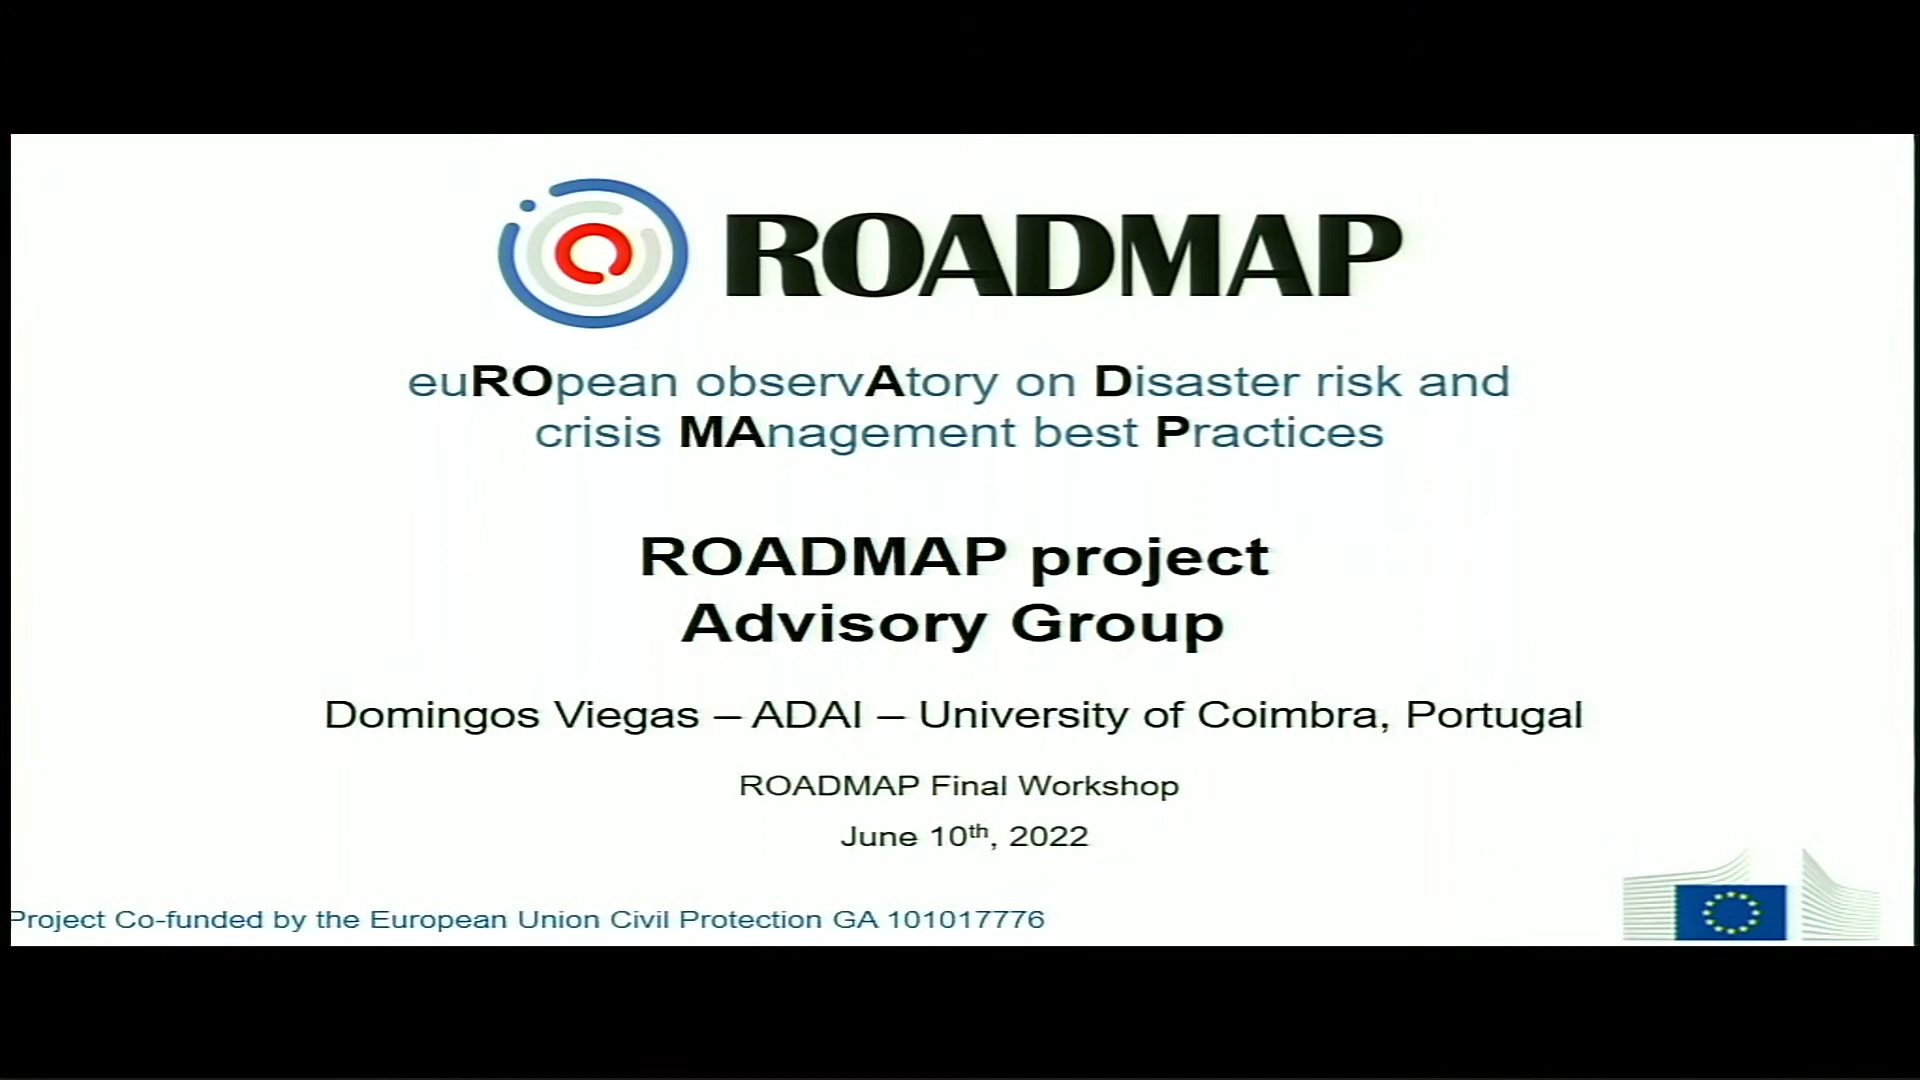 ROADMAP
euROpean observAtory on Disaster risk and
crisis MAnagement best Practices
ROADMAP project
Advisory Group
Domingos Viegas – ADAI – University of Coimbra, Portugal
ROADMAP Final Workshop
June 10th, 2022
Project Co-funded by the European Union Civil Protection GA 101017776